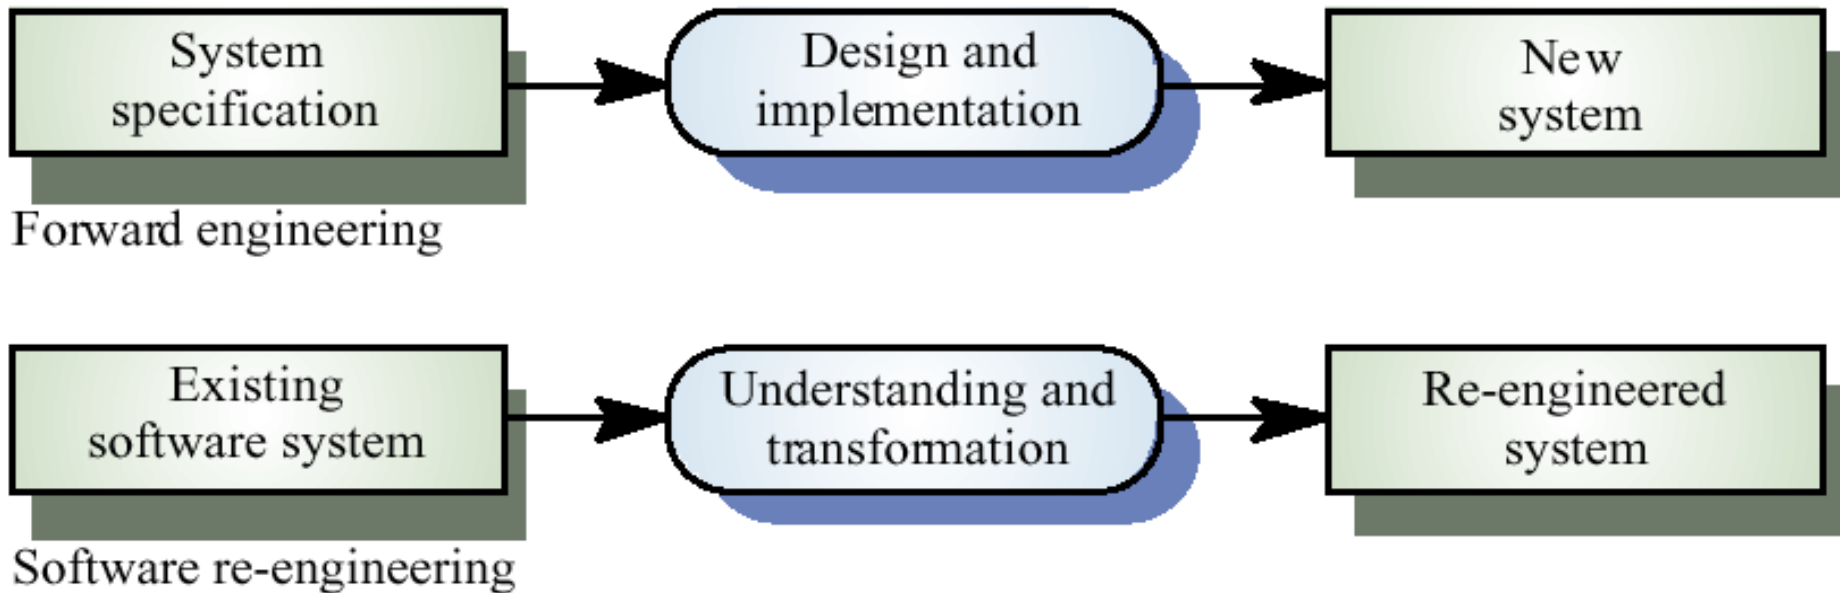 System
specification
Design and
implementation
New
system
Forward engineering
Existing
software system
Understanding and
transformation
Re-engineered
system
Software re-engineering